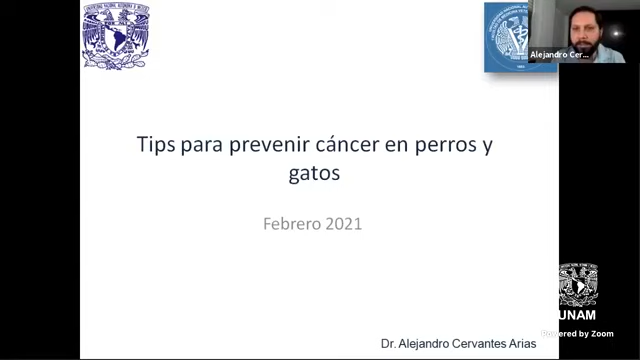 Alejandro Cer...
Tips para prevenir cáncer en perros y
gatos
Febrero 2021
UNAM
Powered by Zoom
Dr. Alejandro Cervantes Arias